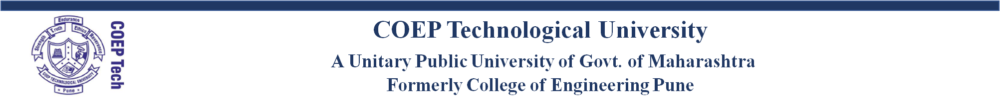 Endurance
Truth
Ethics
Strength
Reverence
COEP TECHNOLOGICAL UNIVERSITY
* Pune *
COEP Tech
COEP Technological University
A Unitary Public University of Govt. of Maharashtra
Formerly College of Engineering Pune